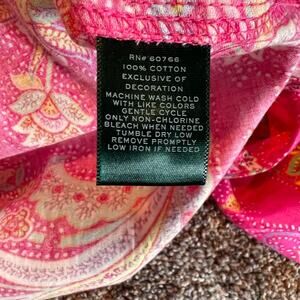 RN# 60766
100% COTTON
EXCLUSIVE OF
DECORATION
MACHINE WASH COLD
WITH LIKE COLORS
GENTLE CYCLE
ONLY NON-CHLORINE
BLEACH WHEN NEEDED
TUMBLE DRY LOW
REMOVE PROMPTLY
LOW IRON IF NEEDED